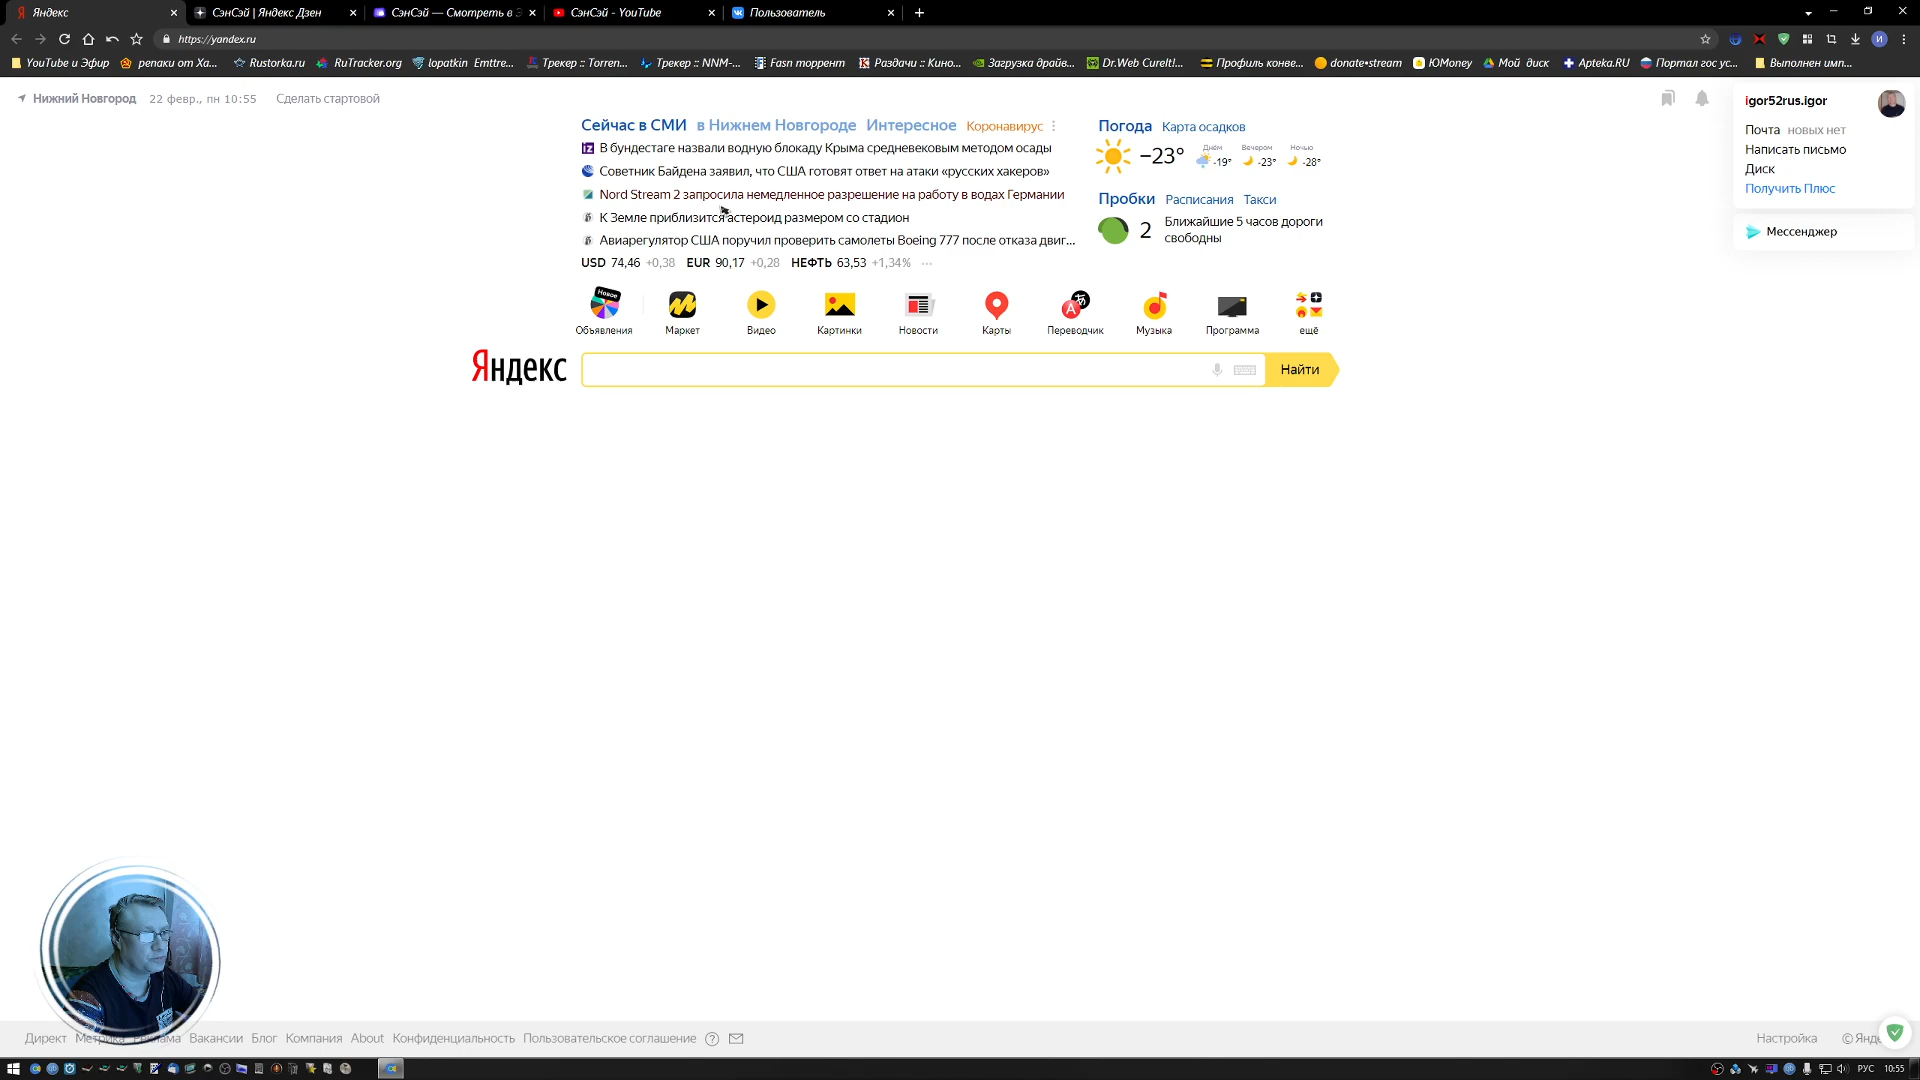 Яндекс
СэнСэй | Яндекс Дзен
СэнСэй — Смотреть в Э
СэнСэй - YouTube
Пользователь
https://yandex.ru
YouTube и Эфир
репаки от Ха...
Rustorka.ru
RuTracker.org
lopatkin Emttre...
Трекер :: Torren...
Трекер :: NNM-...
Fasn торрент
Раздачи :: Кино...
Загрузка драйв...
Dr.Web CureIt!...
Профиль конве...
donate•stream
ЮMoney
Мой диск
Apteka.RU
Портал гос ус...
Выполнен имп...
Нижний Новгород 22 февр., пн 10:55 Сделать стартовой
Сейчас в СМИ в Нижнем Новгороде Интересное Коронавирус
В бундестаге назвали водную блокаду Крыма средневековым методом осады
Советник Байдена заявил, что США готовят ответ на атаки «русских хакеров»
Nord Stream 2 запросила немедленное разрешение на работу в водах Германии
К Земле приблизится астероид размером со стадион
Авиарегулятор США поручил проверить самолеты Boeing 777 после отказа двиг...
USD 74,46 +0,38 EUR 90,17 +0,28 НЕФТЬ 63,53 +1,34% ...
Погода Карта осадков
−23° Днём -19° Вечером -23° Ночью -28°
Пробки Расписания Такси
2 Ближайшие 5 часов дороги
свободны
igor52rus.igor
Почта новых нет
Написать письмо
Диск
Получить Плюс
Мессенджер
Новое
Объявления
Маркет
Видео
Картинки
Новости
Карты
Переводчик
Музыка
Программа
ещё
Яндекс
Найти
Директ Метрика Реклама Вакансии Блог Компания About Конфиденциальность Пользовательское соглашение
Настройка © Янде
РУС 10:55